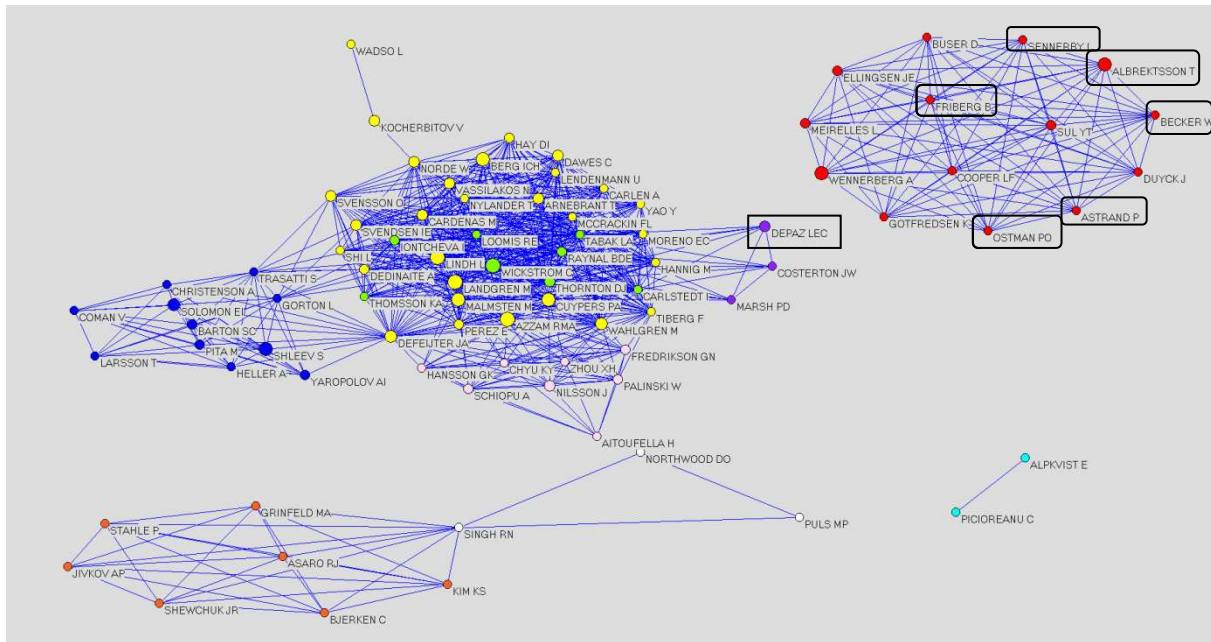 BUSER D
SENNERBY L
WADSO L
ALBREKTSSON T
ELLINGSEN JE
FRIBERG B
BECKER W
KOCHERBITOV V
MEIRELLES L
SUL YT
HAY DI
NORDE W
BERG ICH
DAWES C
LENDENMANN U
COOPER LF
DUYCK J
WENNERBERG A
VASSILAKOS N
CARLEN A
SVENSSON O
NYLANDER T
ARNEBRANT T
YAO Y
CARDENAS M
MCCRACKIN FL
GOTFREDSEN KS
ASTRAND P
SVENDSEN IE
LOOMIS RE
TABAK LA
MORENO EC
DEPAZ LEC
OSTMAN PO
IONTCHEVA I
SHI L
LINDH L
WICKSTROM C
RAYNAL BDE
HANNIG M
COSTERTON JW
TRASATTI S
DEDINAITE A
LANDGREN M
THORNTON DJ
CARLSTEDT I
CHRISTENSON A
GORTON L
THOMSSON KA
MALMSTEN M
CUYPERS PA
MARSH PD
SOLOMON EI
COMAN V
TIBERG F
BARTON SC
PEREZ E
AZZAM RMA
WAHLGREN M
DEFEIJTER JA
PITA M
SHLEEV S
LARSSON T
FREDRIKSON GN
HELLER A
YAROPOLOV AI
HANSSON GK
CHYU KY
ZHOU XH
PALINSKI W
SCHIOPU A
NILSSON J
AITOUFELLA H
NORTHWOOD DO
ALPKVIST E
GRINFELD MA
PICIOREANU C
STAHLE P
SINGH RN
PULS MP
ASARO RJ
JIVKOV AP
KIM KS
SHEWCHUK JR
BJERKEN C